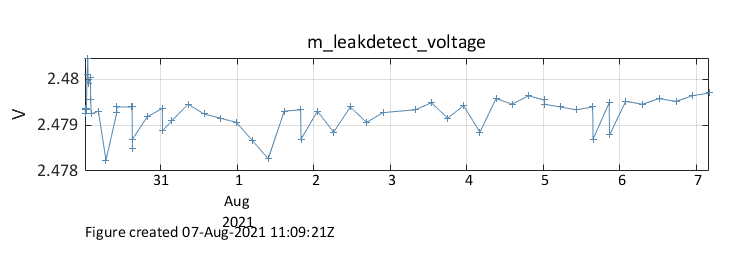 m_leakdetect_voltage
2.48
2.479
2.478
V
31 1 2 3 4 5 6 7
Aug
2021
Figure created 07-Aug-2021 11:09:21Z